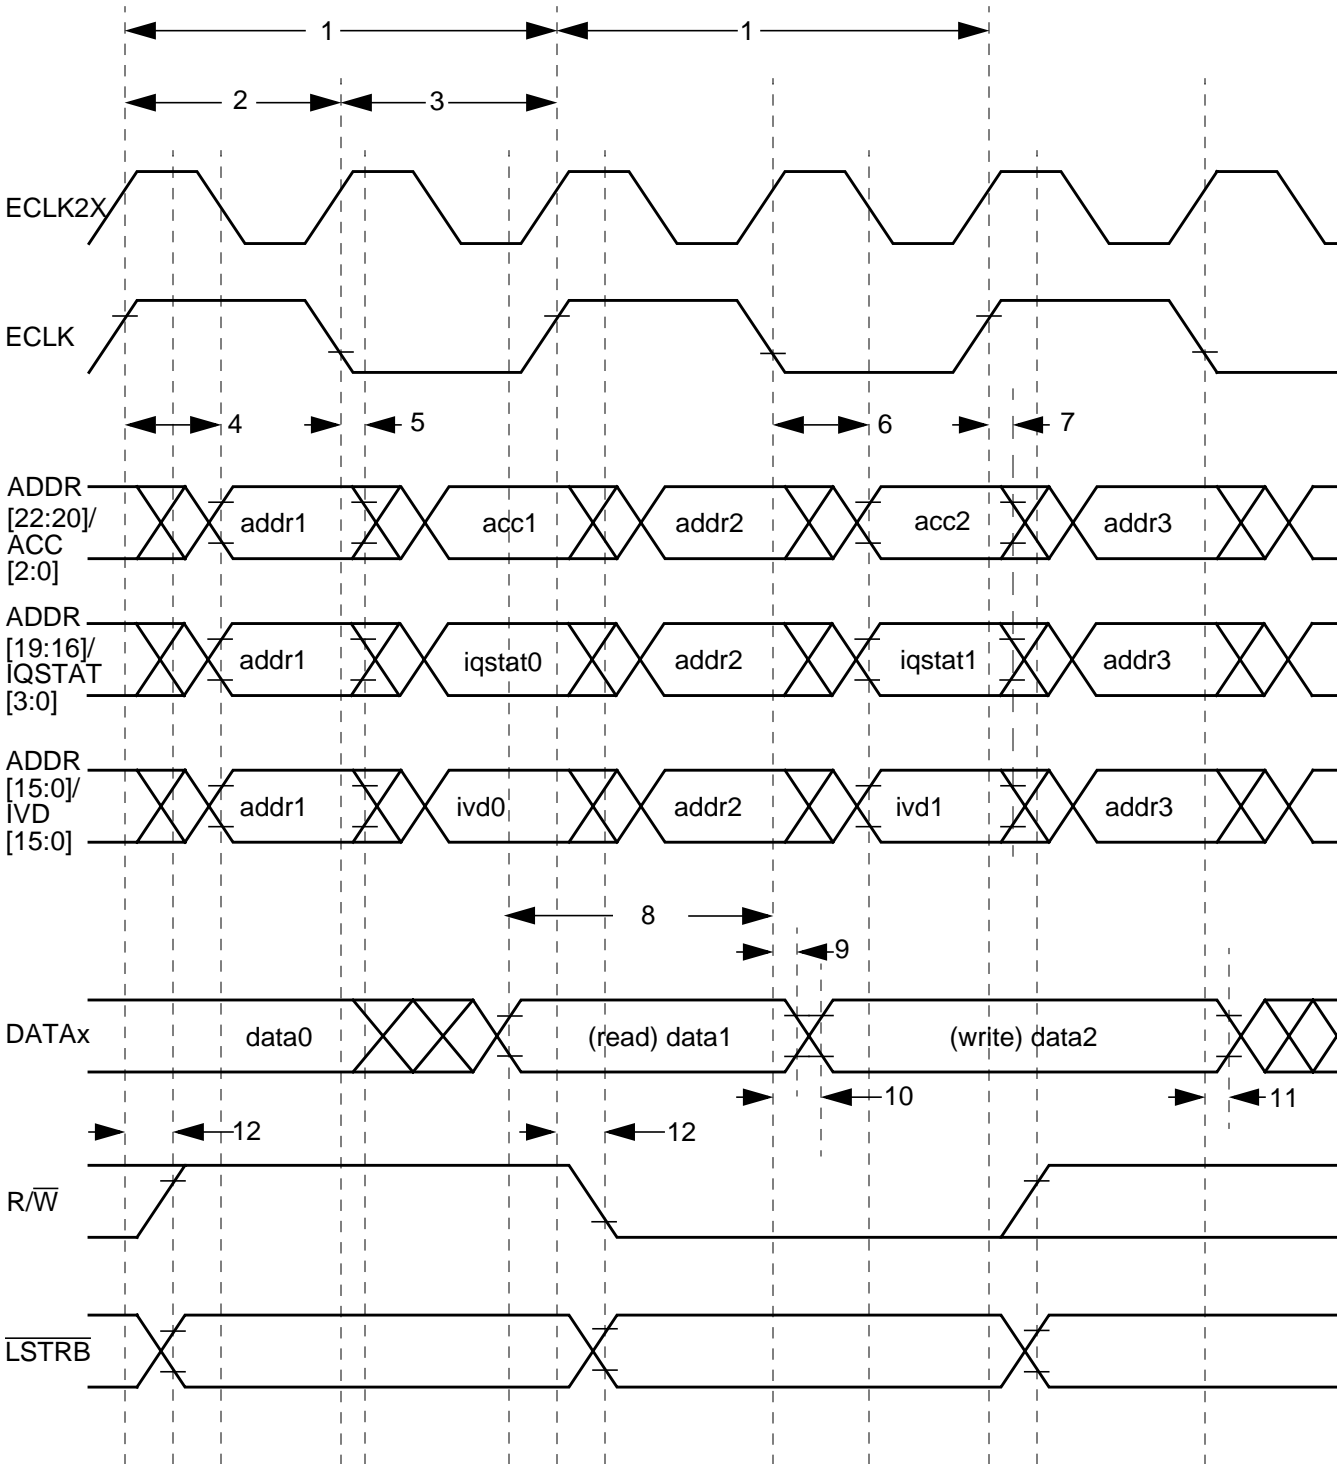 1 1
2 3
ECLK2X
ECLK
4 5 6 7
ADDR
[22:20]/
ACC
[2:0]
addr1 acc1 addr2 acc2 addr3
ADDR
[19:16]/
IQSTAT
[3:0]
addr1 iqstat0 addr2 iqstat1 addr3
ADDR
[15:0]/
IVD
[15:0]
addr1 ivd0 addr2 ivd1 addr3
8
9
DATAx data0 (read) data1 (write) data2
10 11
12 12
R/W̅
L̅S̅T̅R̅B̅